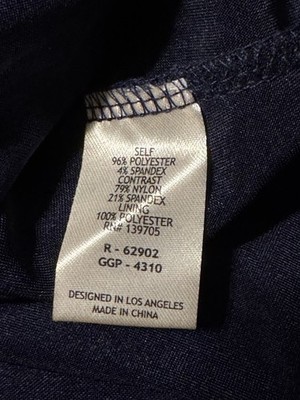 SELF
96% POLYESTER
4% SPANDEX
CONTRAST
79% NYLON
21% SPANDEX
LINING
100% POLYESTER
RN# 139705
R - 62902
GGP - 4310
DESIGNED IN LOS ANGELES
MADE IN CHINA